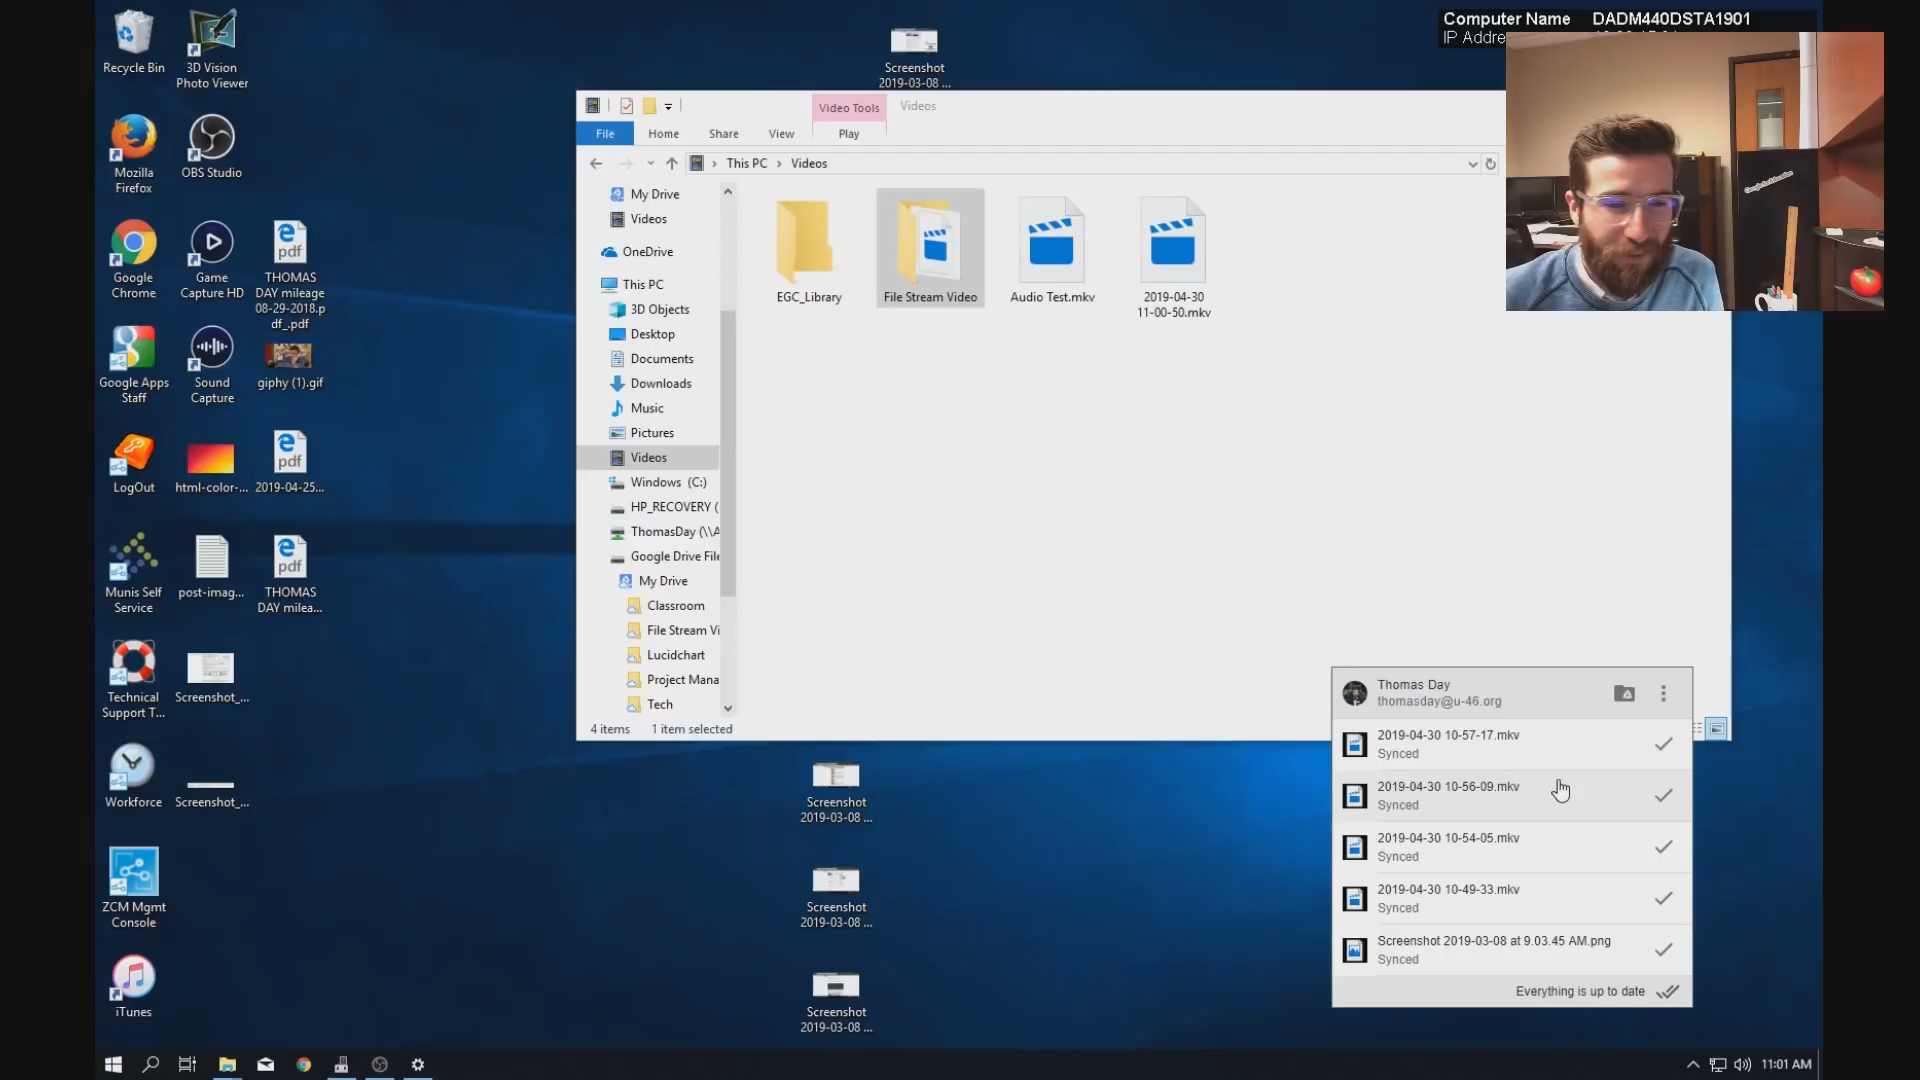 Computer Name DADM440DSTA1901
IP Addre
Recycle Bin
3D Vision
Photo Viewer
Screenshot
2019-03-08 ...
Mozilla
Firefox
OBS Studio
Google
Chrome
Game
Capture HD
THOMAS
DAY mileage
08-29-2018.p
df_.pdf
Google Apps
Staff
Sound
Capture
giphy (1).gif
LogOut
html-color-...
2019-04-25...
Munis Self
Service
post-imag...
THOMAS
DAY milea...
Technical
Support T...
Screenshot_...
Workforce
Screenshot_...
ZCM Mgmt
Console
iTunes
pdf
pdf
pdf
Video Tools
Videos
File
Home
Share
View
Play
This PC
Videos
My Drive
Videos
OneDrive
This PC
3D Objects
Desktop
Documents
Downloads
Music
Pictures
Videos
Windows (C:)
HP_RECOVERY (
ThomasDay (\\A
Google Drive File
My Drive
Classroom
File Stream Vi
Lucidchart
Project Mana
Tech
EGC_Library
File Stream Video
Audio Test.mkv
2019-04-30
11-00-50.mkv
4 items
1 item selected
Screenshot
2019-03-08 ...
Screenshot
2019-03-08 ...
Screenshot
2019-03-08 ...
Thomas Day
thomasday@u-46.org
2019-04-30 10-57-17.mkv
Synced
2019-04-30 10-56-09.mkv
Synced
2019-04-30 10-54-05.mkv
Synced
2019-04-30 10-49-33.mkv
Synced
Screenshot 2019-03-08 at 9.03.45 AM.png
Synced
Everything is up to date
11:01 AM